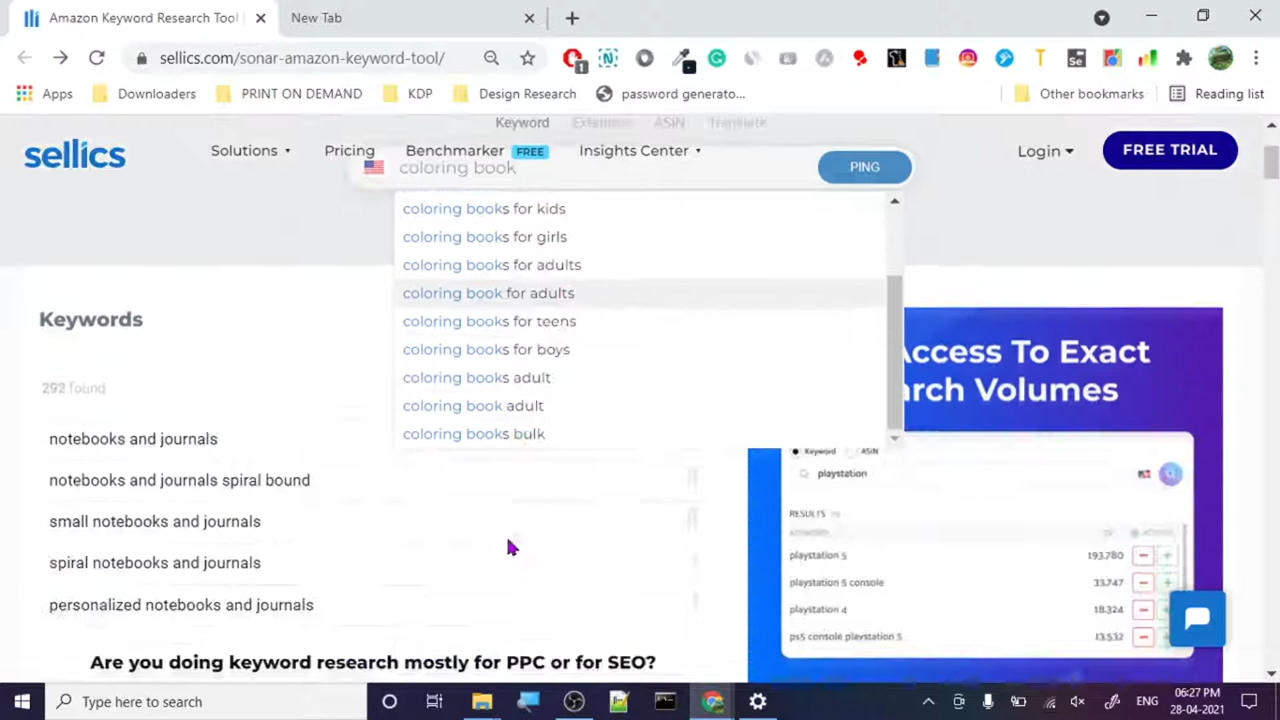 Amazon Keyword Research Tool
New Tab
sellics.com/sonar-amazon-keyword-tool/
Apps
Downloaders
PRINT ON DEMAND
KDP
Design Research
password generato...
Other bookmarks
Reading list
Keyword
Extension
ASIN
Translate
sellics
Solutions
Pricing
Benchmarker FREE
Insights Center
Login
FREE TRIAL
coloring book
PING
coloring books for kids
coloring books for girls
coloring books for adults
coloring book for adults
coloring books for teens
coloring books for boys
coloring books adult
coloring book adult
coloring books bulk
Keywords
292 found
notebooks and journals
notebooks and journals spiral bound
small notebooks and journals
spiral notebooks and journals
personalized notebooks and journals
Are you doing keyword research mostly for PPC or for SEO?
Access To Exact
arch Volumes
Keyword ASIN
playstation
RESULTS
playstation 5 193.780
playstation 5 console 33.747
playstation 4 18.324
ps5 console playstation 5 13.532
Type here to search
ENG
06:27 PM
28-04-2021